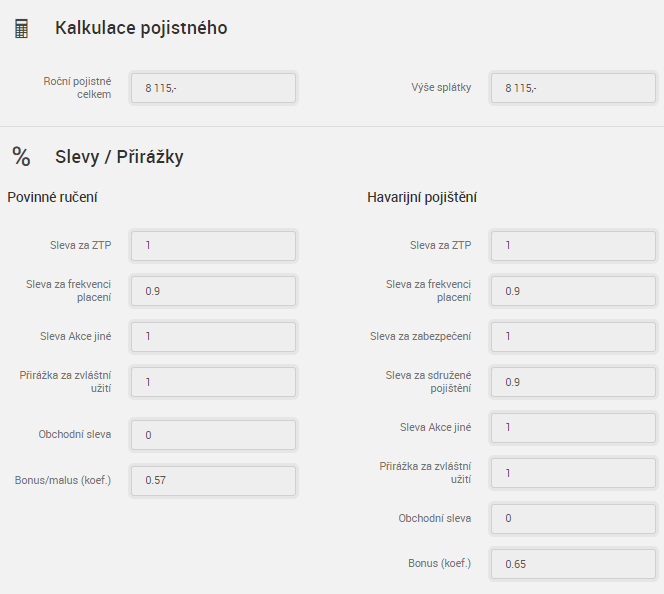 Kalkulace pojistného
Roční pojistné
celkem
8 115,-
Výše splátky
8 115,-
%
Slevy / Přirážky
Povinné ručení
Sleva za ZTP
1
Sleva za frekvenci
placení
0.9
Sleva Akce jiné
1
Přirážka za zvláštní
užití
1
Obchodní sleva
0
Bonus/malus (koef.)
0.57
Havarijní pojištění
Sleva za ZTP
1
Sleva za frekvenci
placení
0.9
Sleva za zabezpečení
1
Sleva za sdružené
pojištění
0.9
Sleva Akce jiné
1
Přirážka za zvláštní
užití
1
Obchodní sleva
0
Bonus (koef.)
0.65